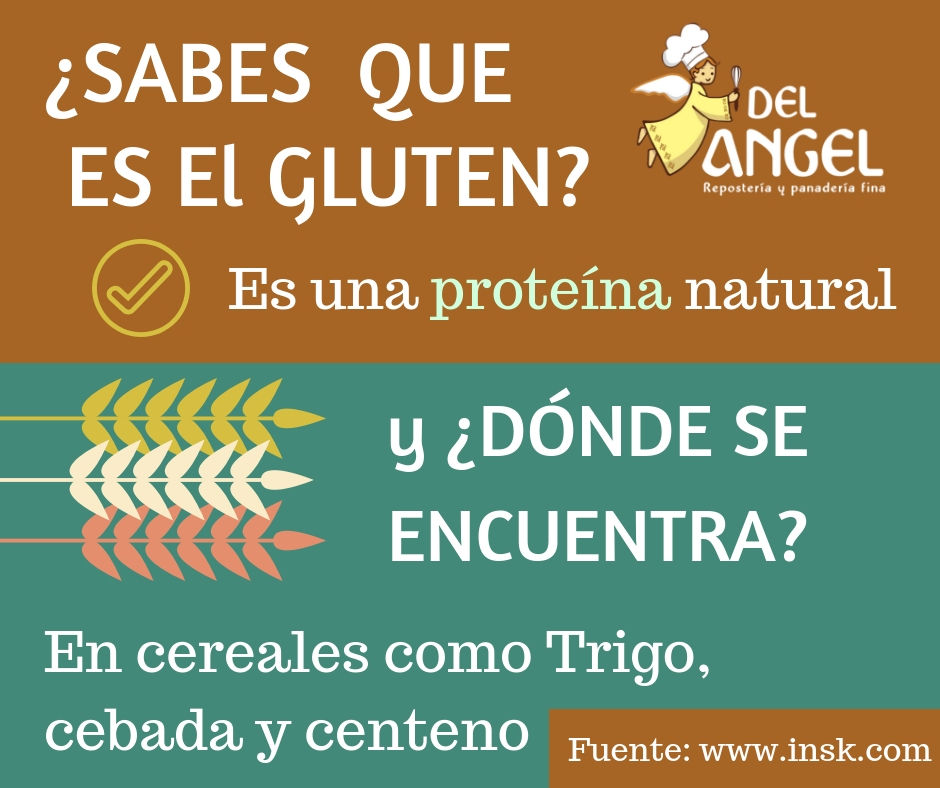 ¿SABES QUE
ES El GLUTEN?
DEL
ANGEL
Repostería y panadería fina
Es una proteína natural
y ¿DÓNDE SE
ENCUENTRA?
En cereales como Trigo,
cebada y centeno
Fuente: www.insk.com